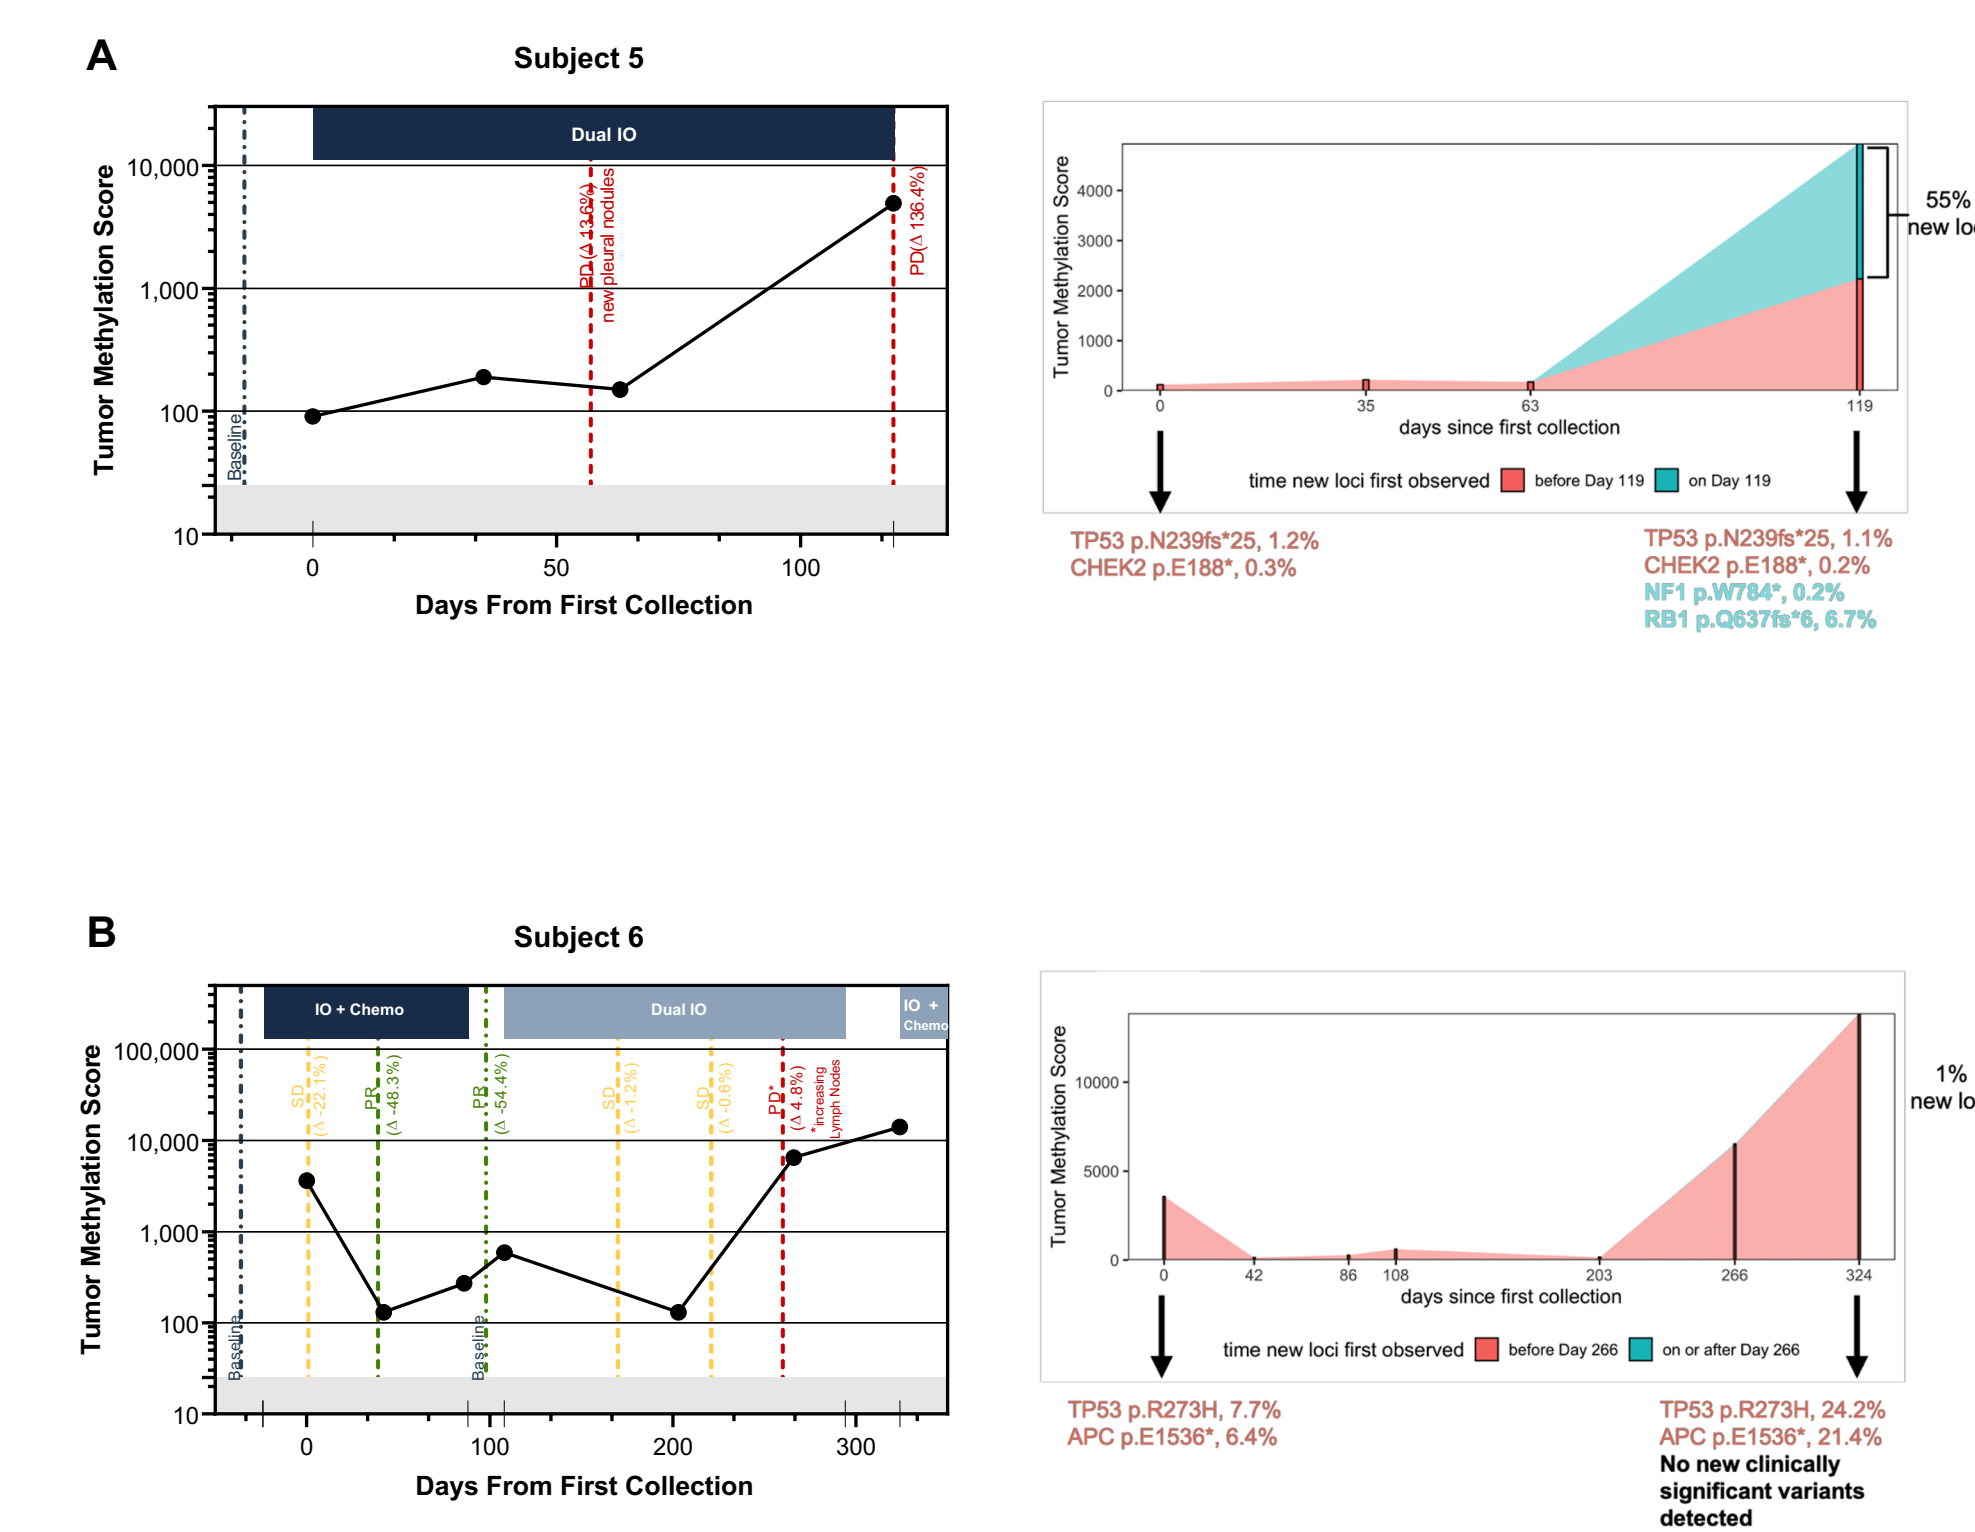 A
Subject 5
Dual IO
Tumor Methylation Score
10,000
1,000
100
10
Baseline
PD (Δ 13.6%)
new pleural nodules
PD(Δ 136.4%)
0
50
100
Days From First Collection
Tumor Methylation Score
4000
3000
2000
1000
0
55%
new loc
0
35
63
119
days since first collection
time new loci first observed
before Day 119
on Day 119
TP53 p.N239fs*25, 1.2%
CHEK2 p.E188*, 0.3%
TP53 p.N239fs*25, 1.1%
CHEK2 p.E188*, 0.2%
NF1 p.W784*, 0.2%
RB1 p.Q637fs*6, 6.7%
B
Subject 6
IO + Chemo
Dual IO
IO +
Chemo
Tumor Methylation Score
100,000
10,000
1,000
100
10
Baseline
SD
(Δ -22.1%)
PR
(Δ -48.3%)
PR
(Δ -54.4%)
Baseline
SD
(Δ -1.2%)
SD
(Δ -0.6%)
PD*
(Δ 4.8%)
*increasing
Lymph Nodes
0
100
200
300
Days From First Collection
Tumor Methylation Score
10000
5000
0
1%
new lo
0
42
86
108
203
266
324
days since first collection
time new loci first observed
before Day 266
on or after Day 266
TP53 p.R273H, 7.7%
APC p.E1536*, 6.4%
TP53 p.R273H, 24.2%
APC p.E1536*, 21.4%
No new clinically
significant variants
detected